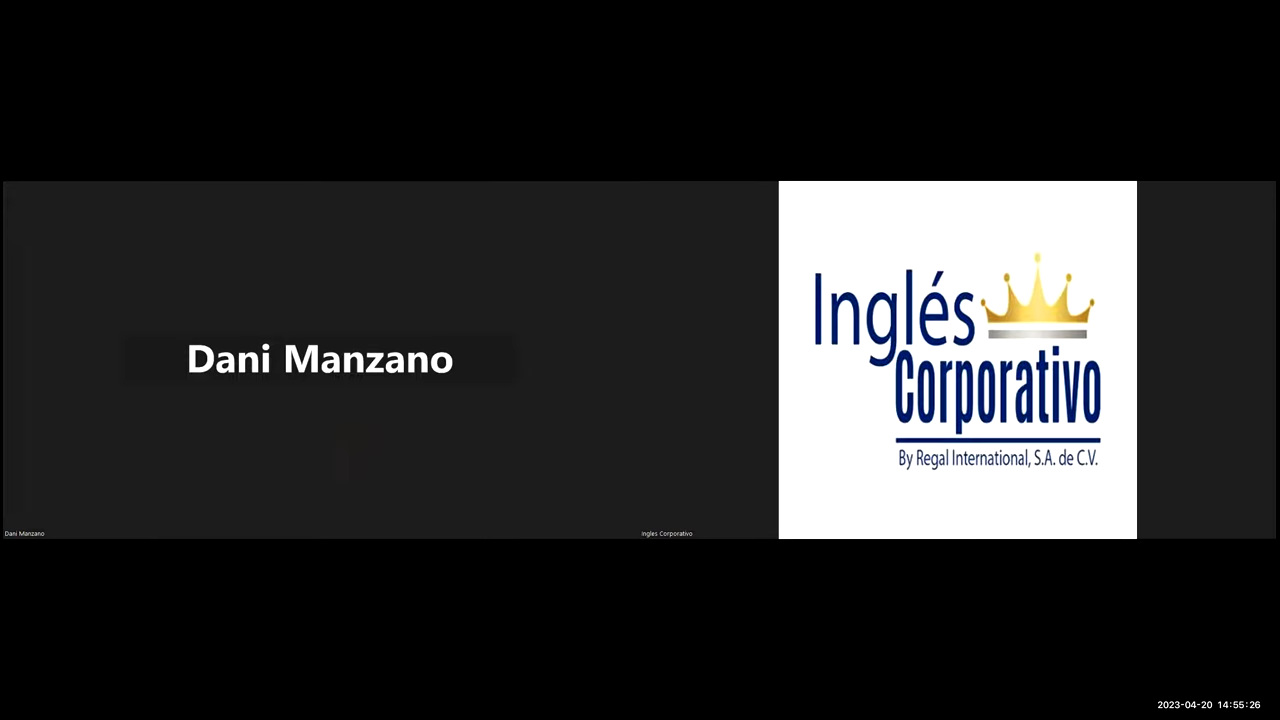 Dani Manzano
Dani Manzano
Inglés
Corporativo
By Regal International, S.A. de C.V.
Ingles Corporativo
2023-04-20 14:55:26